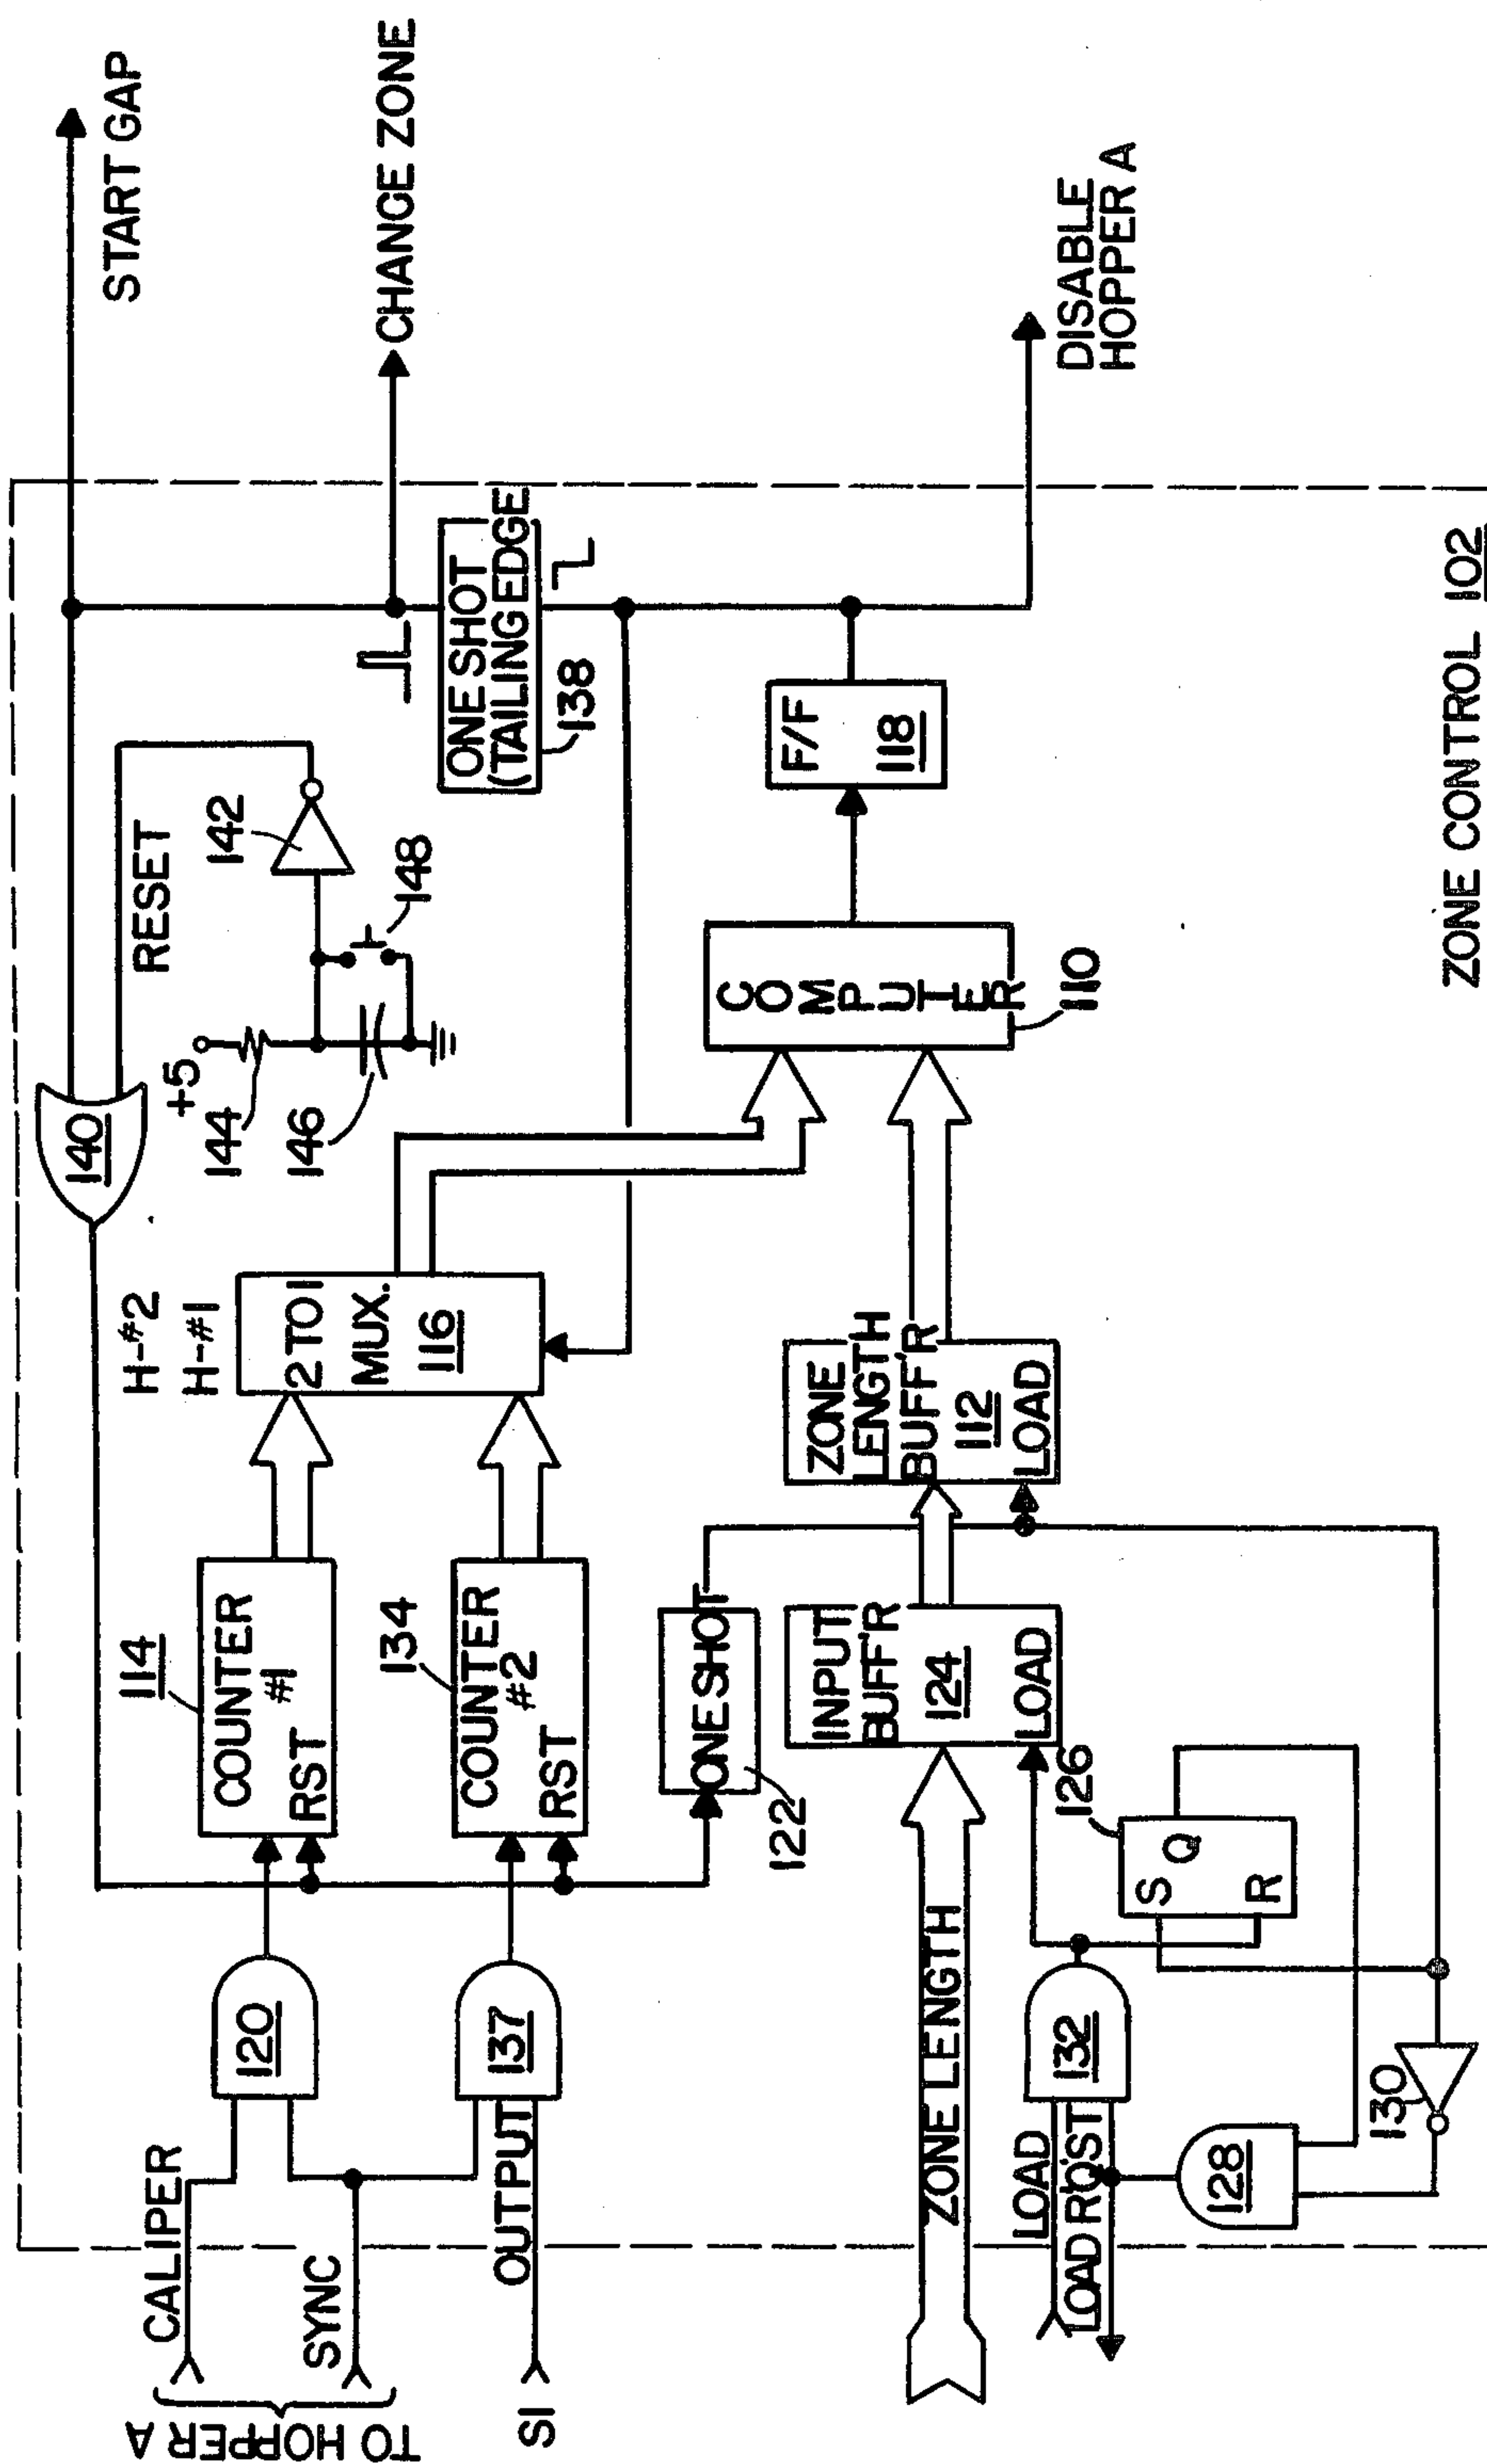 START GAP
CHANGE ZONE
DISABLE
HOPPER A
140
RESET
142
148
+5
144
146
ONE SHOT
(TAILING EDGE
138
F/F
118
H-#2
H-#1
2 TO 1
MUX.
116
COMPUTER
110
114
COUNTER
#1
RST
134
COUNTER
#2
RST
ONE SHOT
122
ZONE
LENGTH
BUFF'R
112
LOAD
INPUT
BUFF'R
124
LOAD
126
S
Q
R
120
137
132
128
130
CALIPER
SYNC
TO HOPPER A
OUTPUT
SI
ZONE LENGTH
LOAD
LOAD RQ'ST
ZONE CONTROL 102